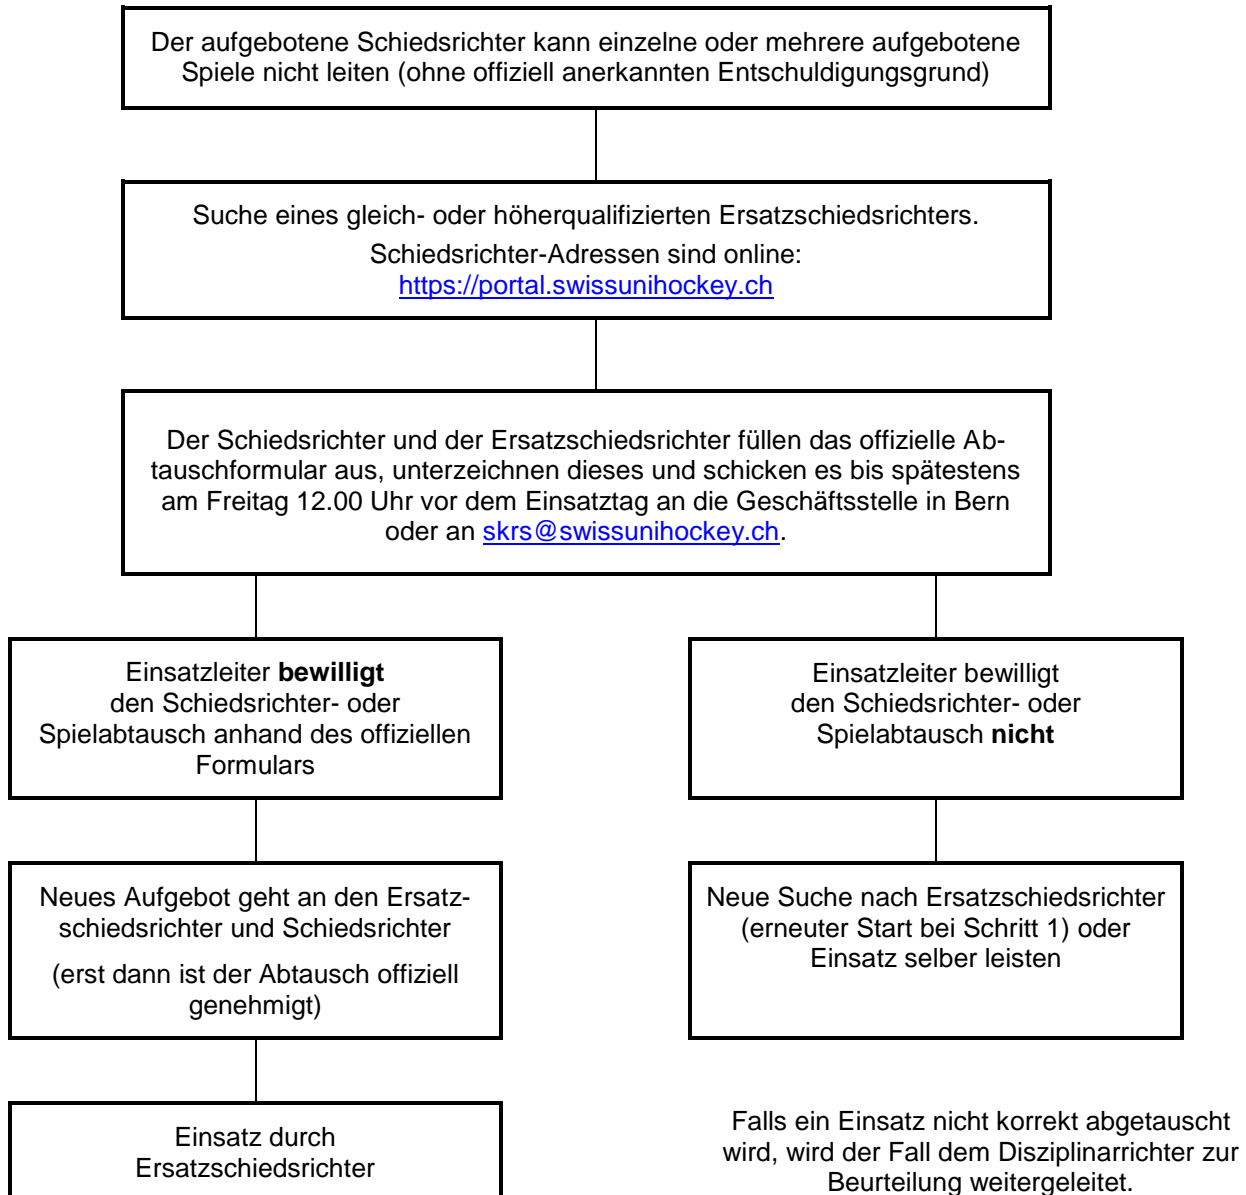 Der aufgebotene Schiedsrichter kann einzelne oder mehrere aufgebotene
Spiele nicht leiten (ohne offiziell anerkannten Entschuldigungsgrund)
Suche eines gleich- oder höherqualifizierten Ersatzschiedsrichters.
Schiedsrichter-Adressen sind online:
https://portal.swissunihockey.ch
Der Schiedsrichter und der Ersatzschiedsrichter füllen das offizielle Ab-
tauschformular aus, unterzeichnen dieses und schicken es bis spätestens
am Freitag 12.00 Uhr vor dem Einsatztag an die Geschäftsstelle in Bern
oder an skrs@swissunihockey.ch.
Einsatzleiter bewilligt
den Schiedsrichter- oder
Spielabtausch anhand des offiziellen
Formulars
Einsatzleiter bewilligt
den Schiedsrichter- oder
Spielabtausch nicht
Neues Aufgebot geht an den Ersatz-
schiedsrichter und Schiedsrichter
(erst dann ist der Abtausch offiziell
genehmigt)
Neue Suche nach Ersatzschiedsrichter
(erneuter Start bei Schritt 1) oder
Einsatz selber leisten
Einsatz durch
Ersatzschiedsrichter
Falls ein Einsatz nicht korrekt abgetauscht
wird, wird der Fall dem Disziplinarrichter zur
Beurteilung weitergeleitet.